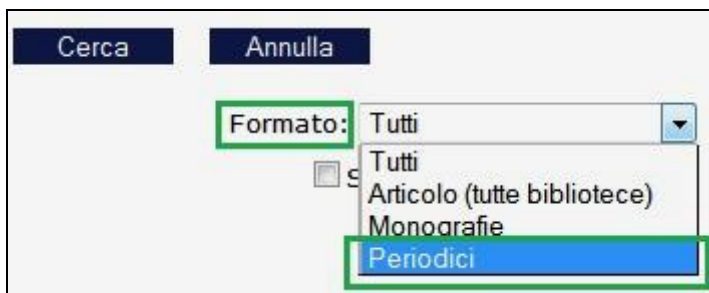 Cerca Annulla
Formato: Tutti
Tutti
Articolo (tutte bibliotece)
Monografie
Periodici